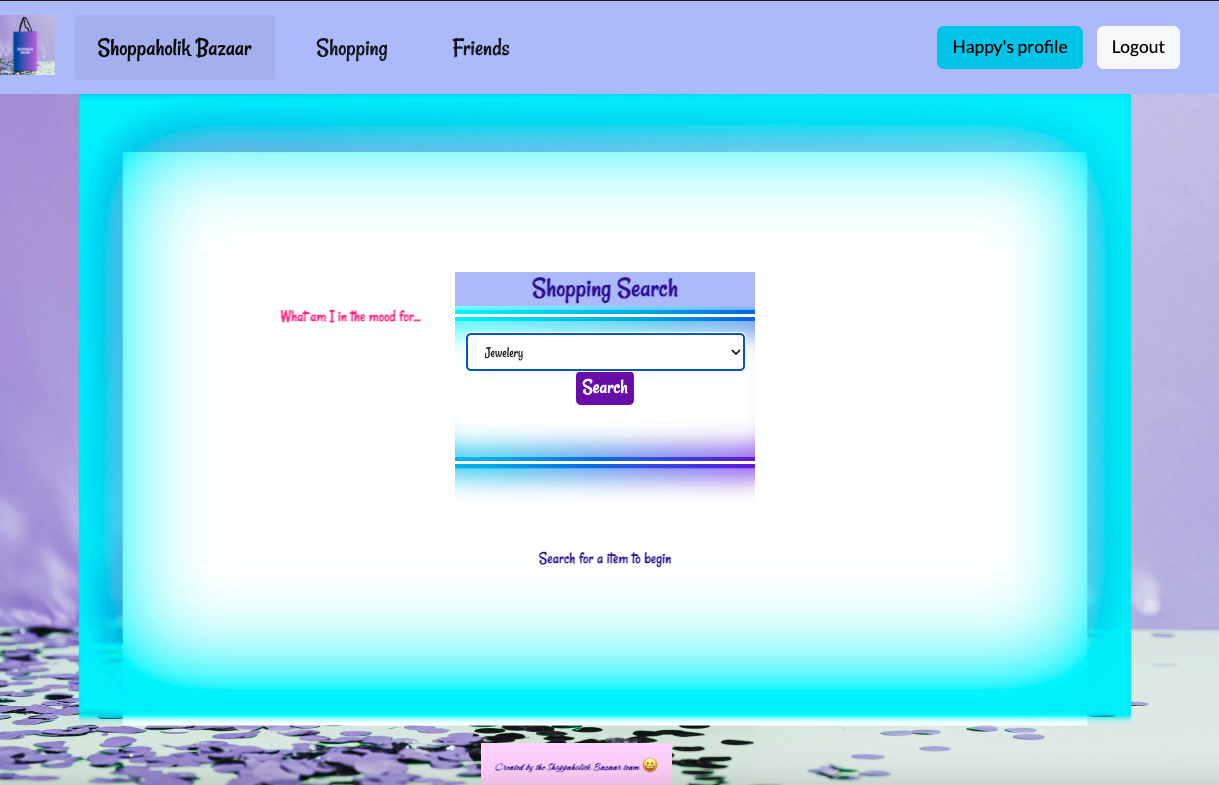 Shoppaholik Bazaar
Shopping
Friends
Happy's profile
Logout
Shopping Search
What am I in the mood for...
Jewelery
Search
Search for a item to begin
Created by the Shoppaholick Bazaar team 😀